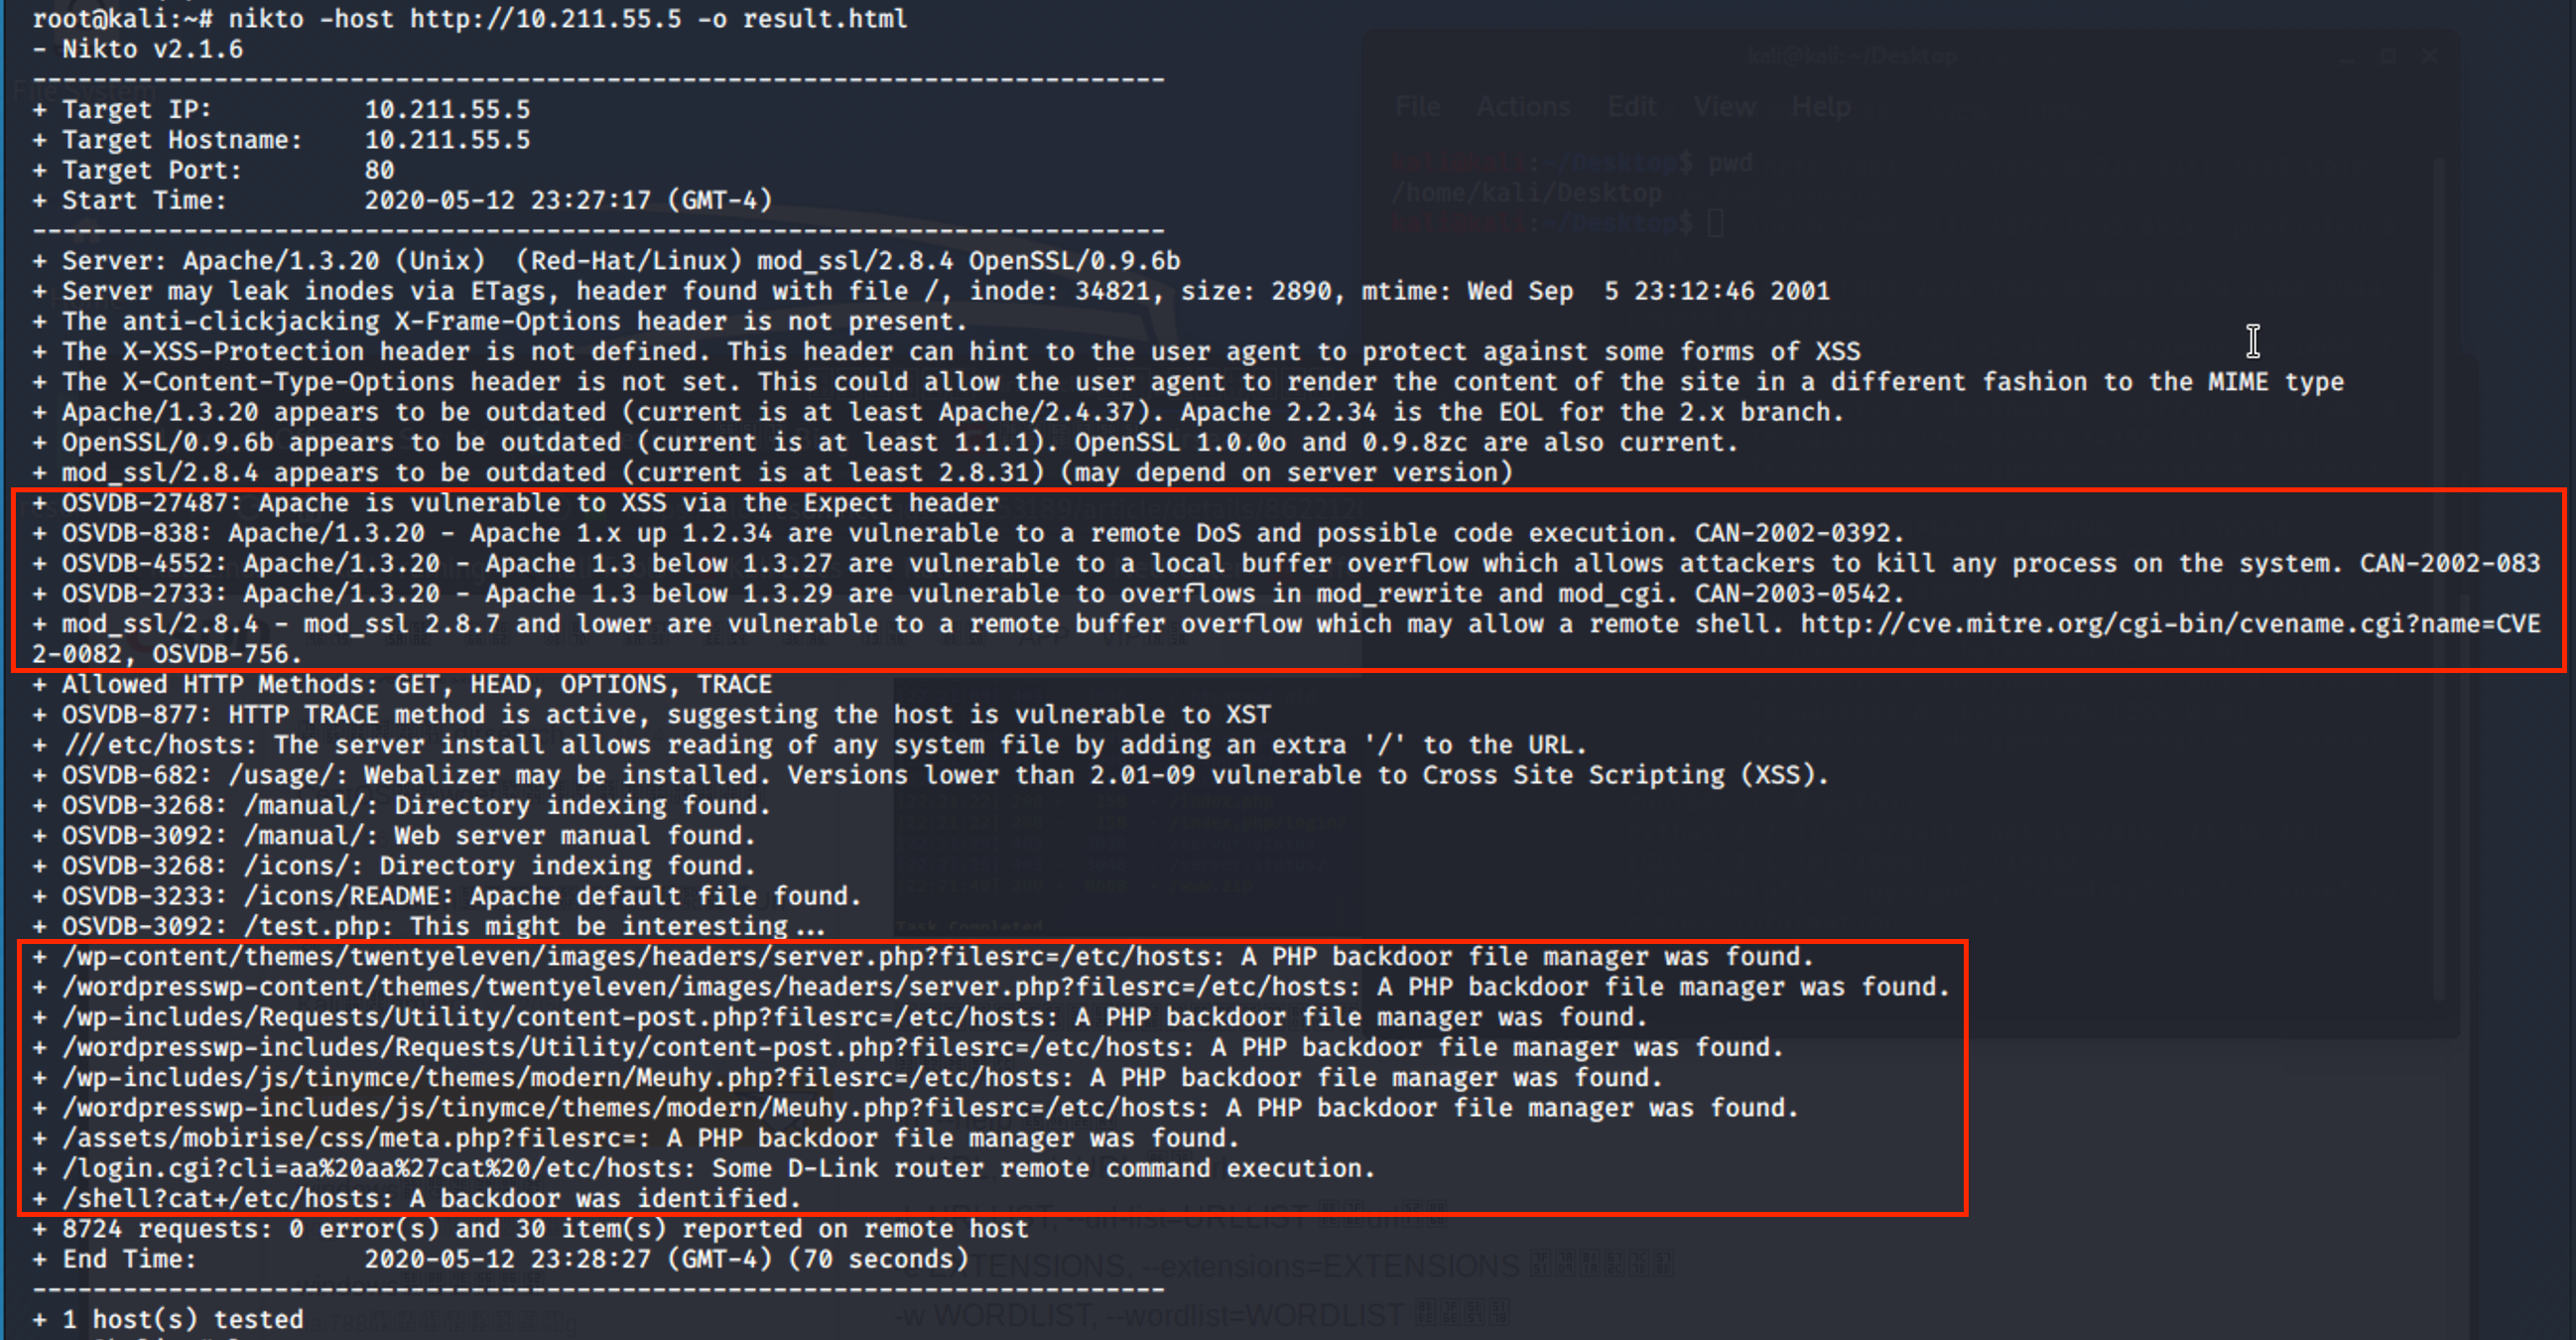 root@kali:~# nikto -host http://10.211.55.5 -o result.html
- Nikto v2.1.6
---------------------------------------------------------------------------
+ Target IP:          10.211.55.5
+ Target Hostname:    10.211.55.5
+ Target Port:        80
+ Start Time:         2020-05-12 23:27:17 (GMT-4)
---------------------------------------------------------------------------
+ Server: Apache/1.3.20 (Unix)  (Red-Hat/Linux) mod_ssl/2.8.4 OpenSSL/0.9.6b
+ Server may leak inodes via ETags, header found with file /, inode: 34821, size: 2890, mtime: Wed Sep  5 23:12:46 2001
+ The anti-clickjacking X-Frame-Options header is not present.
+ The X-XSS-Protection header is not defined. This header can hint to the user agent to protect against some forms of XSS
+ The X-Content-Type-Options header is not set. This could allow the user agent to render the content of the site in a different fashion to the MIME type
+ Apache/1.3.20 appears to be outdated (current is at least Apache/2.4.37). Apache 2.2.34 is the EOL for the 2.x branch.
+ OpenSSL/0.9.6b appears to be outdated (current is at least 1.1.1). OpenSSL 1.0.0o and 0.9.8zc are also current.
+ mod_ssl/2.8.4 appears to be outdated (current is at least 2.8.31) (may depend on server version)
+ OSVDB-27487: Apache is vulnerable to XSS via the Expect header
+ OSVDB-838: Apache/1.3.20 - Apache 1.x up 1.2.34 are vulnerable to a remote DoS and possible code execution. CAN-2002-0392.
+ OSVDB-4552: Apache/1.3.20 - Apache 1.3 below 1.3.27 are vulnerable to a local buffer overflow which allows attackers to kill any process on the system. CAN-2002-083
+ OSVDB-2733: Apache/1.3.20 - Apache 1.3 below 1.3.29 are vulnerable to overflows in mod_rewrite and mod_cgi. CAN-2003-0542.
+ mod_ssl/2.8.4 - mod_ssl 2.8.7 and lower are vulnerable to a remote buffer overflow which may allow a remote shell. http://cve.mitre.org/cgi-bin/cvename.cgi?name=CVE
2-0082, OSVDB-756.
+ Allowed HTTP Methods: GET, HEAD, OPTIONS, TRACE
+ OSVDB-877: HTTP TRACE method is active, suggesting the host is vulnerable to XST
+ ///etc/hosts: The server install allows reading of any system file by adding an extra '/' to the URL.
+ OSVDB-682: /usage/: Webalizer may be installed. Versions lower than 2.01-09 vulnerable to Cross Site Scripting (XSS).
+ OSVDB-3268: /manual/: Directory indexing found.
+ OSVDB-3092: /manual/: Web server manual found.
+ OSVDB-3268: /icons/: Directory indexing found.
+ OSVDB-3233: /icons/README: Apache default file found.
+ OSVDB-3092: /test.php: This might be interesting...
+ /wp-content/themes/twentyeleven/images/headers/server.php?filesrc=/etc/hosts: A PHP backdoor file manager was found.
+ /wordpresswp-content/themes/twentyeleven/images/headers/server.php?filesrc=/etc/hosts: A PHP backdoor file manager was found.
+ /wp-includes/Requests/Utility/content-post.php?filesrc=/etc/hosts: A PHP backdoor file manager was found.
+ /wordpresswp-includes/Requests/Utility/content-post.php?filesrc=/etc/hosts: A PHP backdoor file manager was found.
+ /wp-includes/js/tinymce/themes/modern/Meuhy.php?filesrc=/etc/hosts: A PHP backdoor file manager was found.
+ /wordpresswp-includes/js/tinymce/themes/modern/Meuhy.php?filesrc=/etc/hosts: A PHP backdoor file manager was found.
+ /assets/mobirise/css/meta.php?filesrc=: A PHP backdoor file manager was found.
+ /login.cgi?cli=aa%20aa%27cat%20/etc/hosts: Some D-Link router remote command execution.
+ /shell?cat+/etc/hosts: A backdoor was identified.
+ 8724 requests: 0 error(s) and 30 item(s) reported on remote host
+ End Time:           2020-05-12 23:28:27 (GMT-4) (70 seconds)
---------------------------------------------------------------------------
+ 1 host(s) tested
kali@kali: ~/Desktop
File Actions Edit View Help
kali@kali:~/Desktop$ pwd
/home/kali/Desktop
kali@kali:~/Desktop$
File System
Task Completed
EXTENSIONS, --extensions=EXTENSIONS
-w WORDLIST, --wordlist=WORDLIST